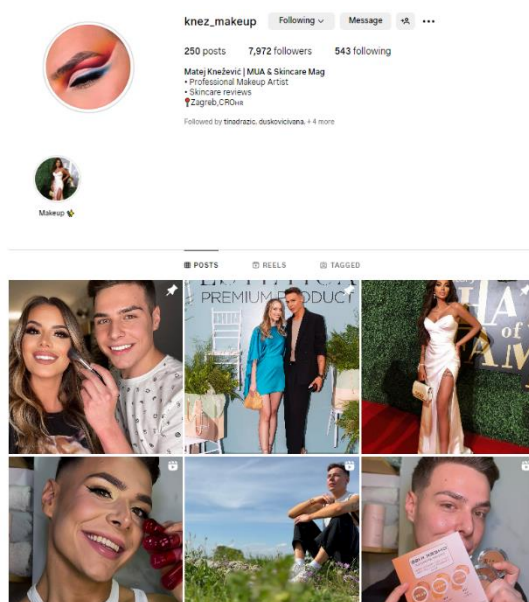 knez_makeup Following Message
250 posts 7,972 followers 543 following
Matej Knežević | MUA & Skincare Mag
• Professional Makeup Artist
• Skincare reviews
📍Zagreb,CRO🇭🇷
Followed by tinadrazic, duskovicivana, + 4 more
Makeup
POSTS REELS TAGGED
PREMIUM PRODUCT
of